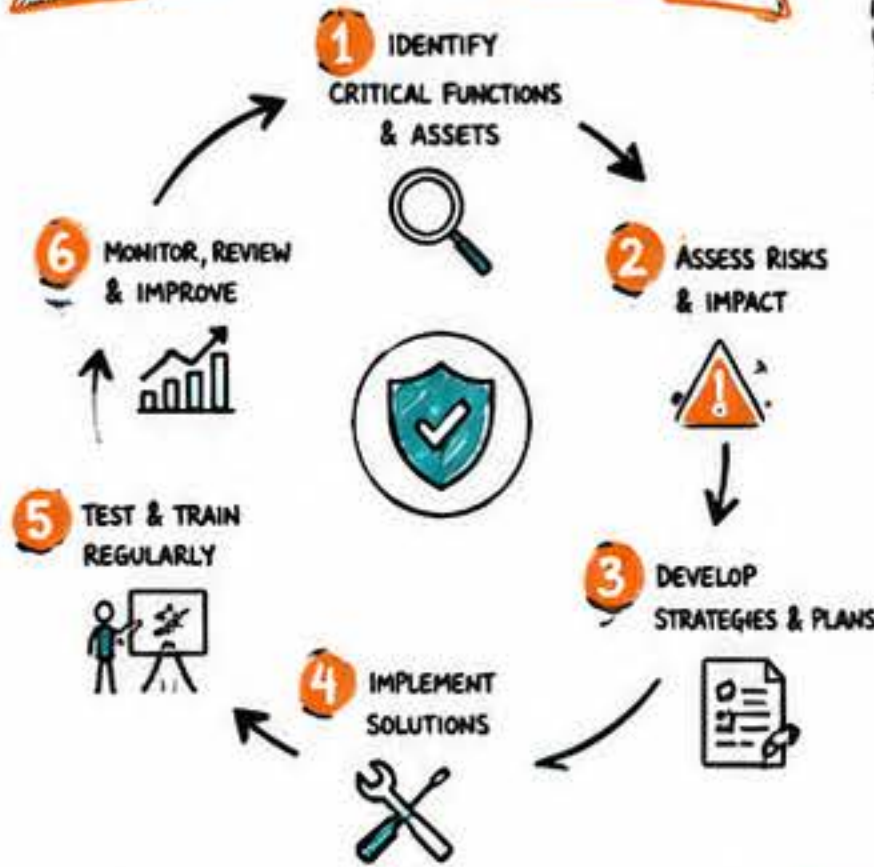 1 IDENTIFY
CRITICAL FUNCTIONS
& ASSETS
2 ASSESS RISKS
& IMPACT
3 DEVELOP
STRATEGIES & PLANS
4 IMPLEMENT
SOLUTIONS
5 TEST & TRAIN
REGULARLY
6 MONITOR, REVIEW
& IMPROVE